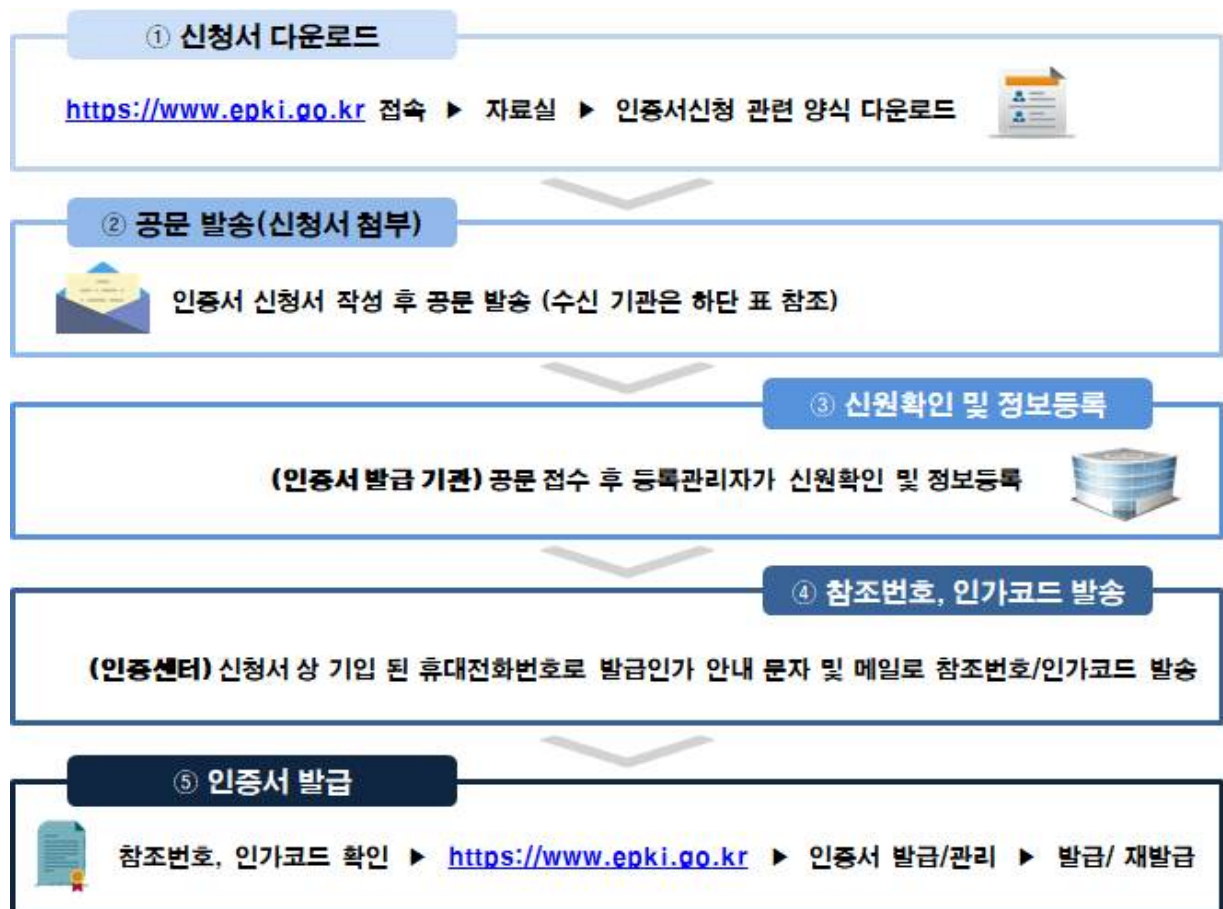 ① 신청서 다운로드
https://www.epki.go.kr 접속 ▶ 자료실 ▶ 인증서신청 관련 양식 다운로드
② 공문 발송(신청서 첨부)
인증서 신청서 작성 후 공문 발송 (수신 기관은 하단 표 참조)
③ 신원확인 및 정보등록
(인증서 발급 기관) 공문 접수 후 등록관리자가 신원확인 및 정보등록
④ 참조번호, 인가코드 발송
(인증센터) 신청서 상 기입 된 휴대전화번호로 발급인가 안내 문자 및 메일로 참조번호/인가코드 발송
⑤ 인증서 발급
참조번호, 인가코드 확인 ▶ https://www.epki.go.kr ▶ 인증서 발급/관리 ▶ 발급/ 재발급